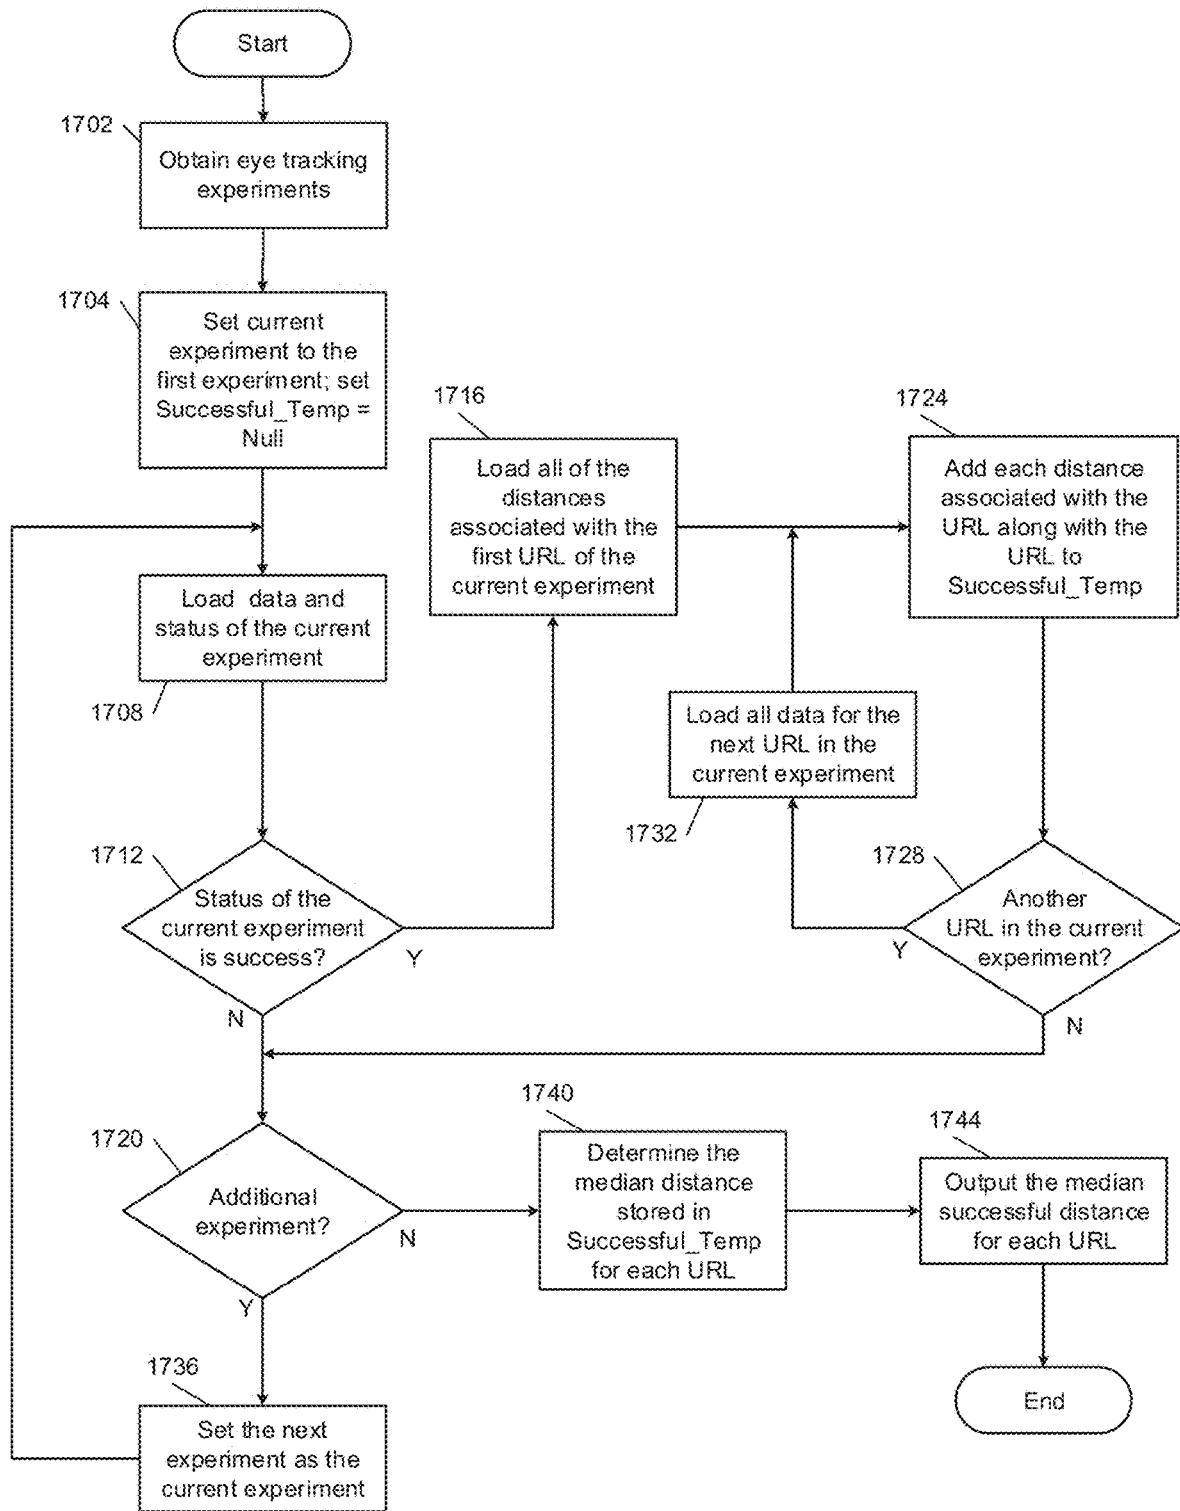 Start
1702
Obtain eye tracking
experiments
1704
Set current
experiment to the
first experiment; set
Successful_Temp =
Null
1716
Load all of the
distances
associated with the
first URL of the
current experiment
1724
Add each distance
associated with the
URL along with the
URL to
Successful_Temp
Load data and
status of the current
experiment
1708
Load all data for the
next URL in the
current experiment
1732
1712
Status of the
current experiment
is success?
Y
N
1728
Another
URL in the current
experiment?
Y
N
1720
Additional
experiment?
N
Y
1740
Determine the
median distance
stored in
Successful_Temp
for each URL
1744
Output the median
successful distance
for each URL
1736
Set the next
experiment as the
current experiment
End